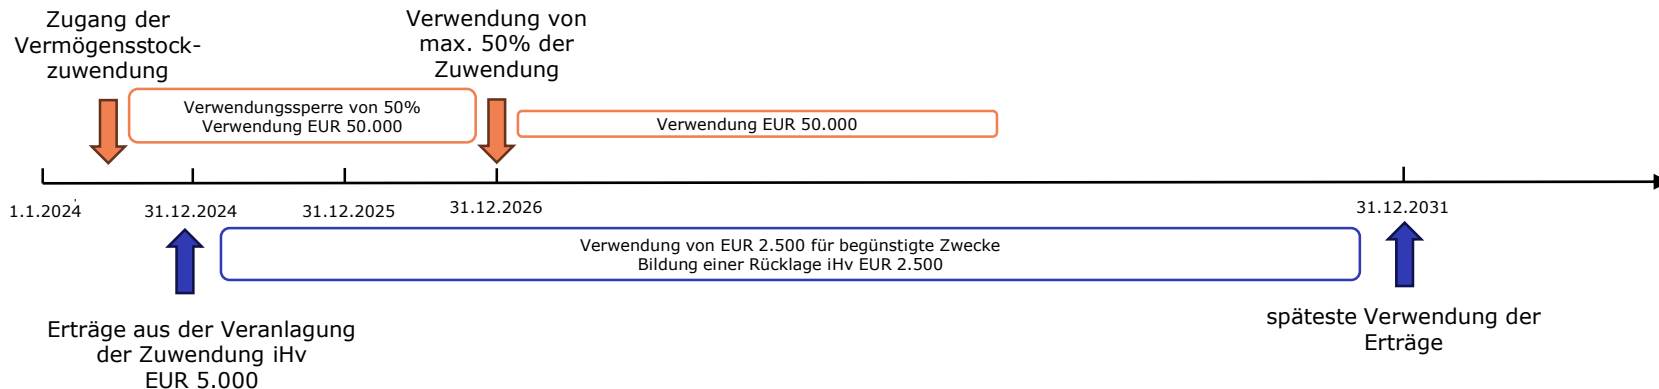 Zugang der
Vermögensstock-
zuwendung
Verwendung von
max. 50% der
Zuwendung
Verwendungssperre von 50%
Verwendung EUR 50.000
Verwendung EUR 50.000
1.1.2024
31.12.2024
31.12.2025
31.12.2026
31.12.2031
Verwendung von EUR 2.500 für begünstigte Zwecke
Bildung einer Rücklage iHv EUR 2.500
Erträge aus der Veranlagung
der Zuwendung iHv
EUR 5.000
späteste Verwendung der
Erträge